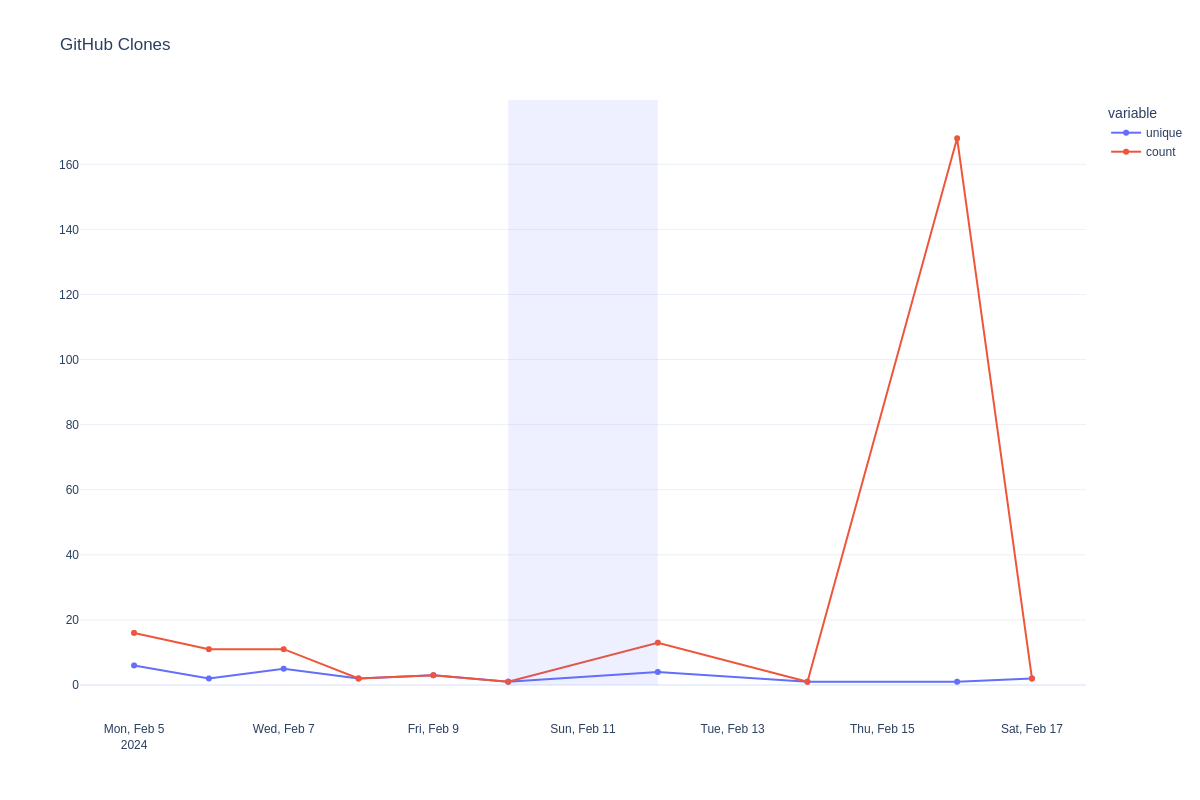 GitHub Clones
variable
unique
count
160
140
120
100
80
60
40
20
0
Mon, Feb 5
2024
Wed, Feb 7
Fri, Feb 9
Sun, Feb 11
Tue, Feb 13
Thu, Feb 15
Sat, Feb 17